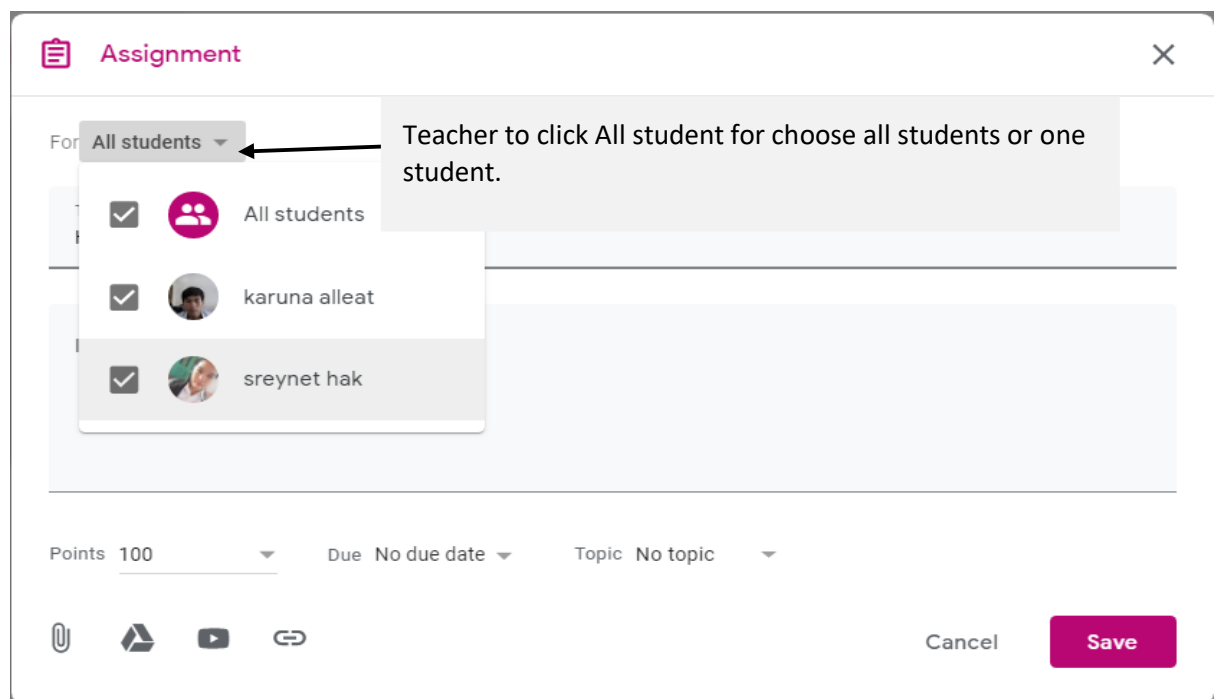 Assignment
For All students
Teacher to click All student for choose all students or one
student.
All students
karuna alleat
sreynet hak
Points 100
Due No due date
Topic No topic
Cancel
Save